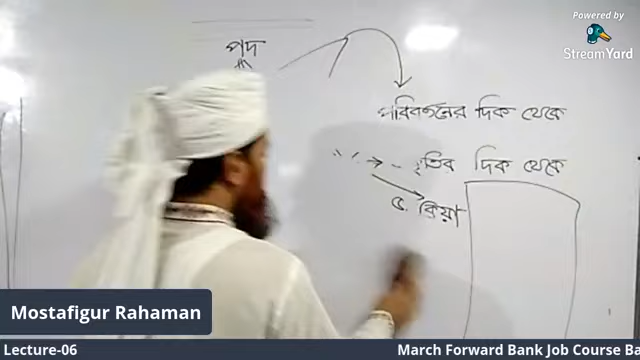 Powered by
StreamYard
পদ
পরিবর্তনের দিক থেকে
দিক থেকে
৫. ক্রিয়া
Mostafigur Rahaman
Lecture-06
March Forward Bank Job Course Ba